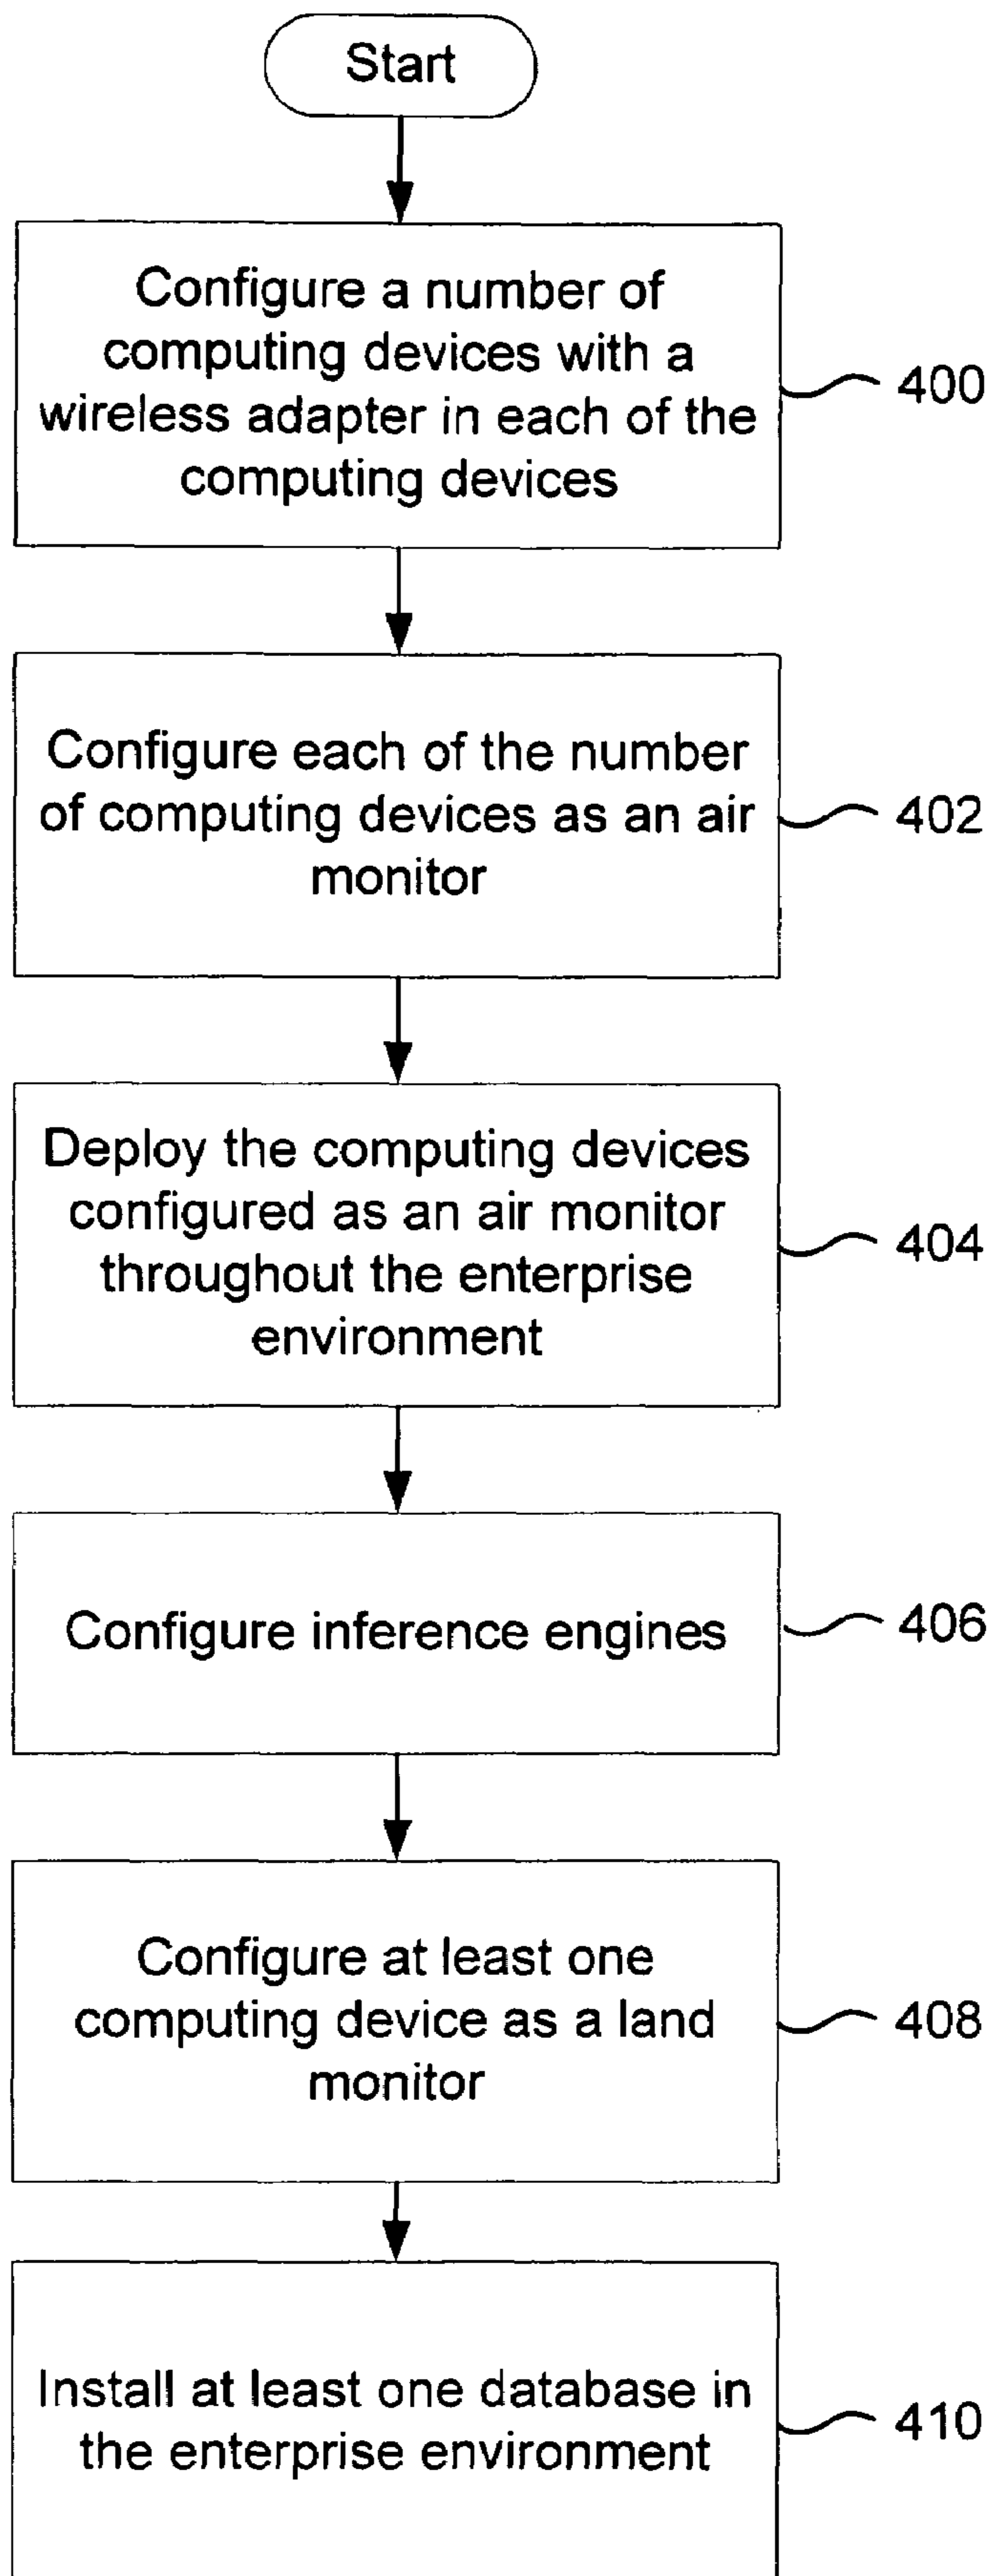 Start
Configure a number of
computing devices with a
wireless adapter in each of the
computing devices
400
Configure each of the number
of computing devices as an air
monitor
402
Deploy the computing devices
configured as an air monitor
throughout the enterprise
environment
404
Configure inference engines
406
Configure at least one
computing device as a land
monitor
408
Install at least one database in
the enterprise environment
410